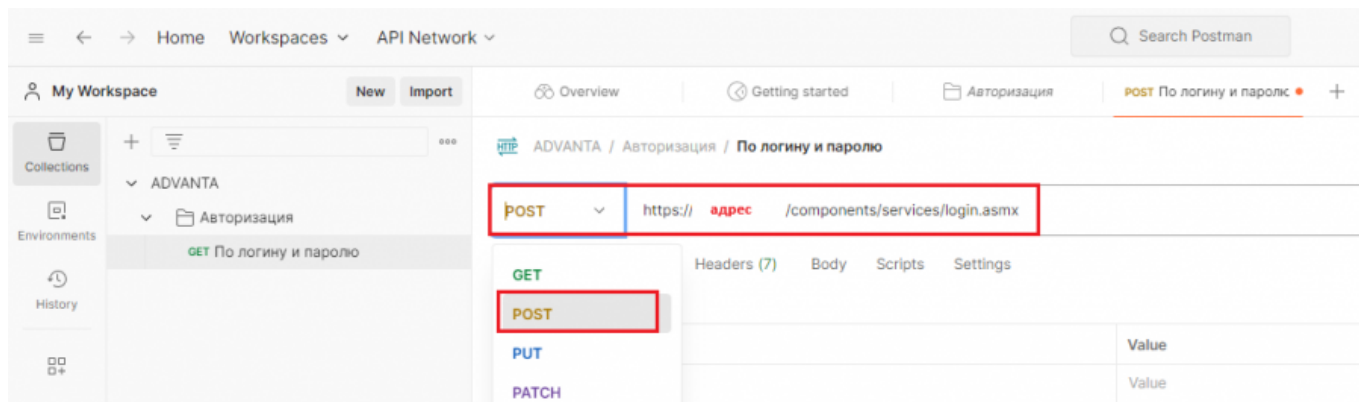 Home Workspaces API Network Search Postman
My Workspace New Import Overview Getting started Авторизация POST По логину и паролю
Collections
HTTP ADVANTA / Авторизация / По логину и паролю
ADVANTA
POST https:// адрес /components/services/login.asmx
Авторизация
Environments
GET По логину и паролю
GET Headers (7) Body Scripts Settings
History
POST
PUT Value
PATCH Value